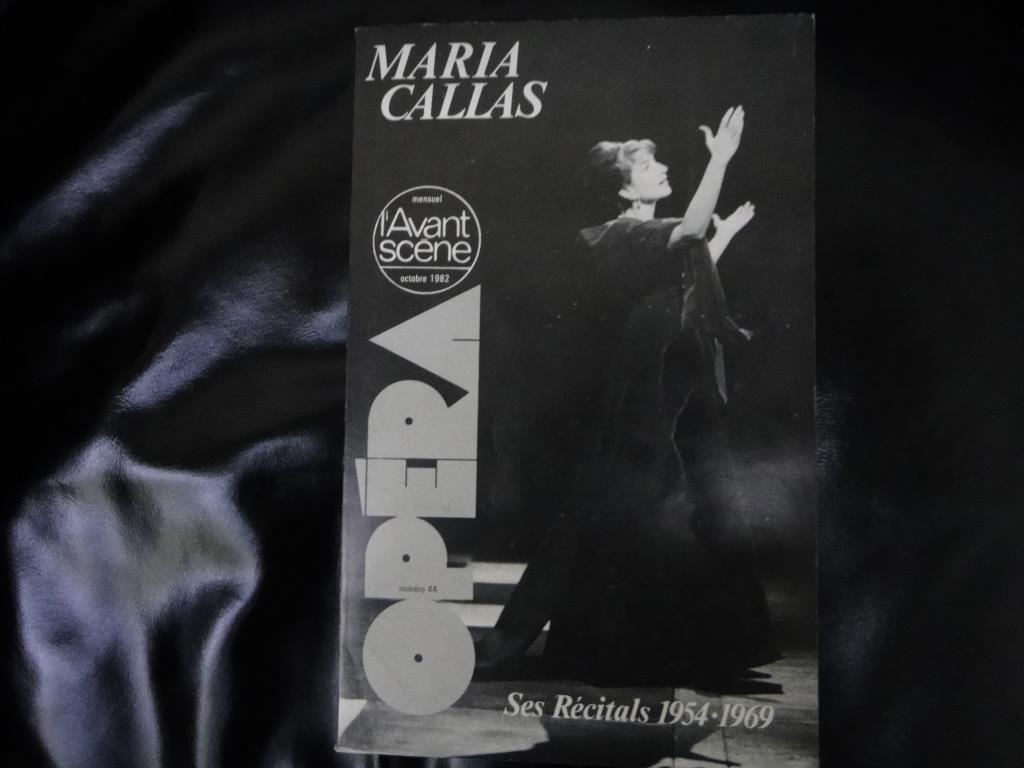 MARIA
CALLAS
mensuel
l'Avant
scène
octobre 1982
OPÉRA
numéro 44
Ses Récitals 1954·1969